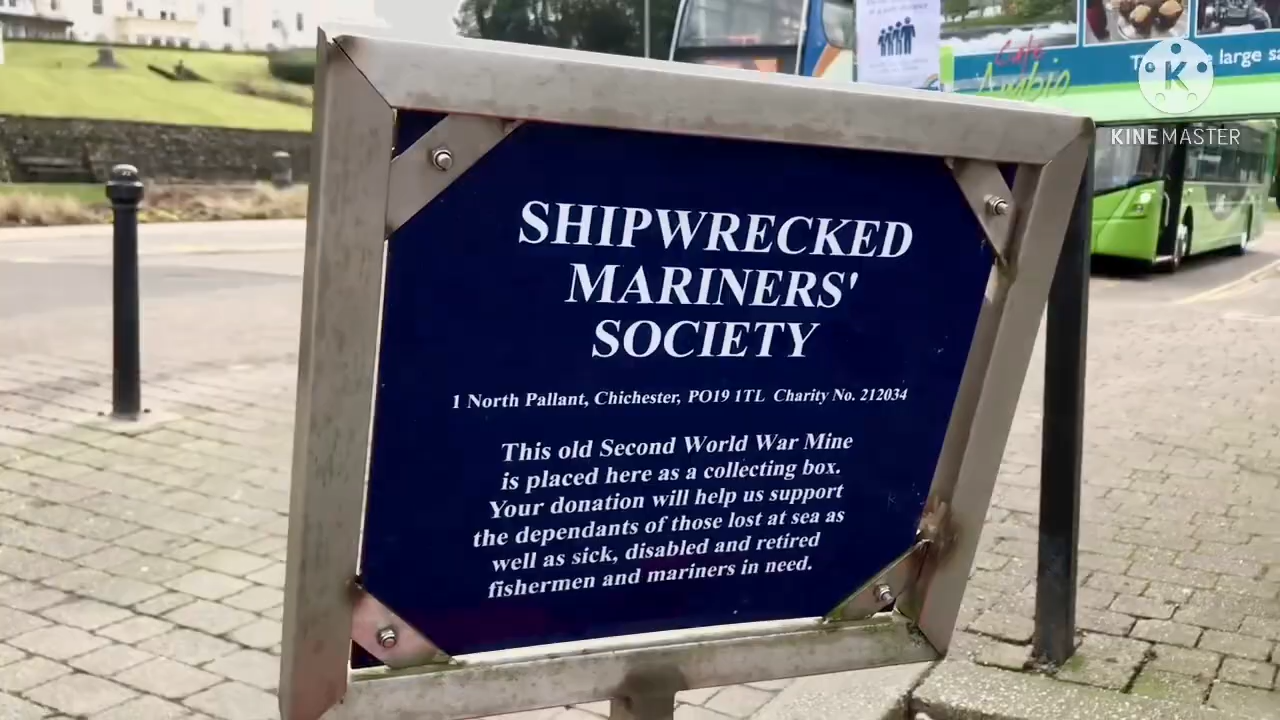 Cafe
Ambio
large
KINEMASTER
SHIPWRECKED
MARINERS'
SOCIETY
1 North Pallant, Chichester, PO19 1TL Charity No. 212034
This old Second World War Mine
is placed here as a collecting box.
Your donation will help us support
the dependants of those lost at sea as
well as sick, disabled and retired
fishermen and mariners in need.